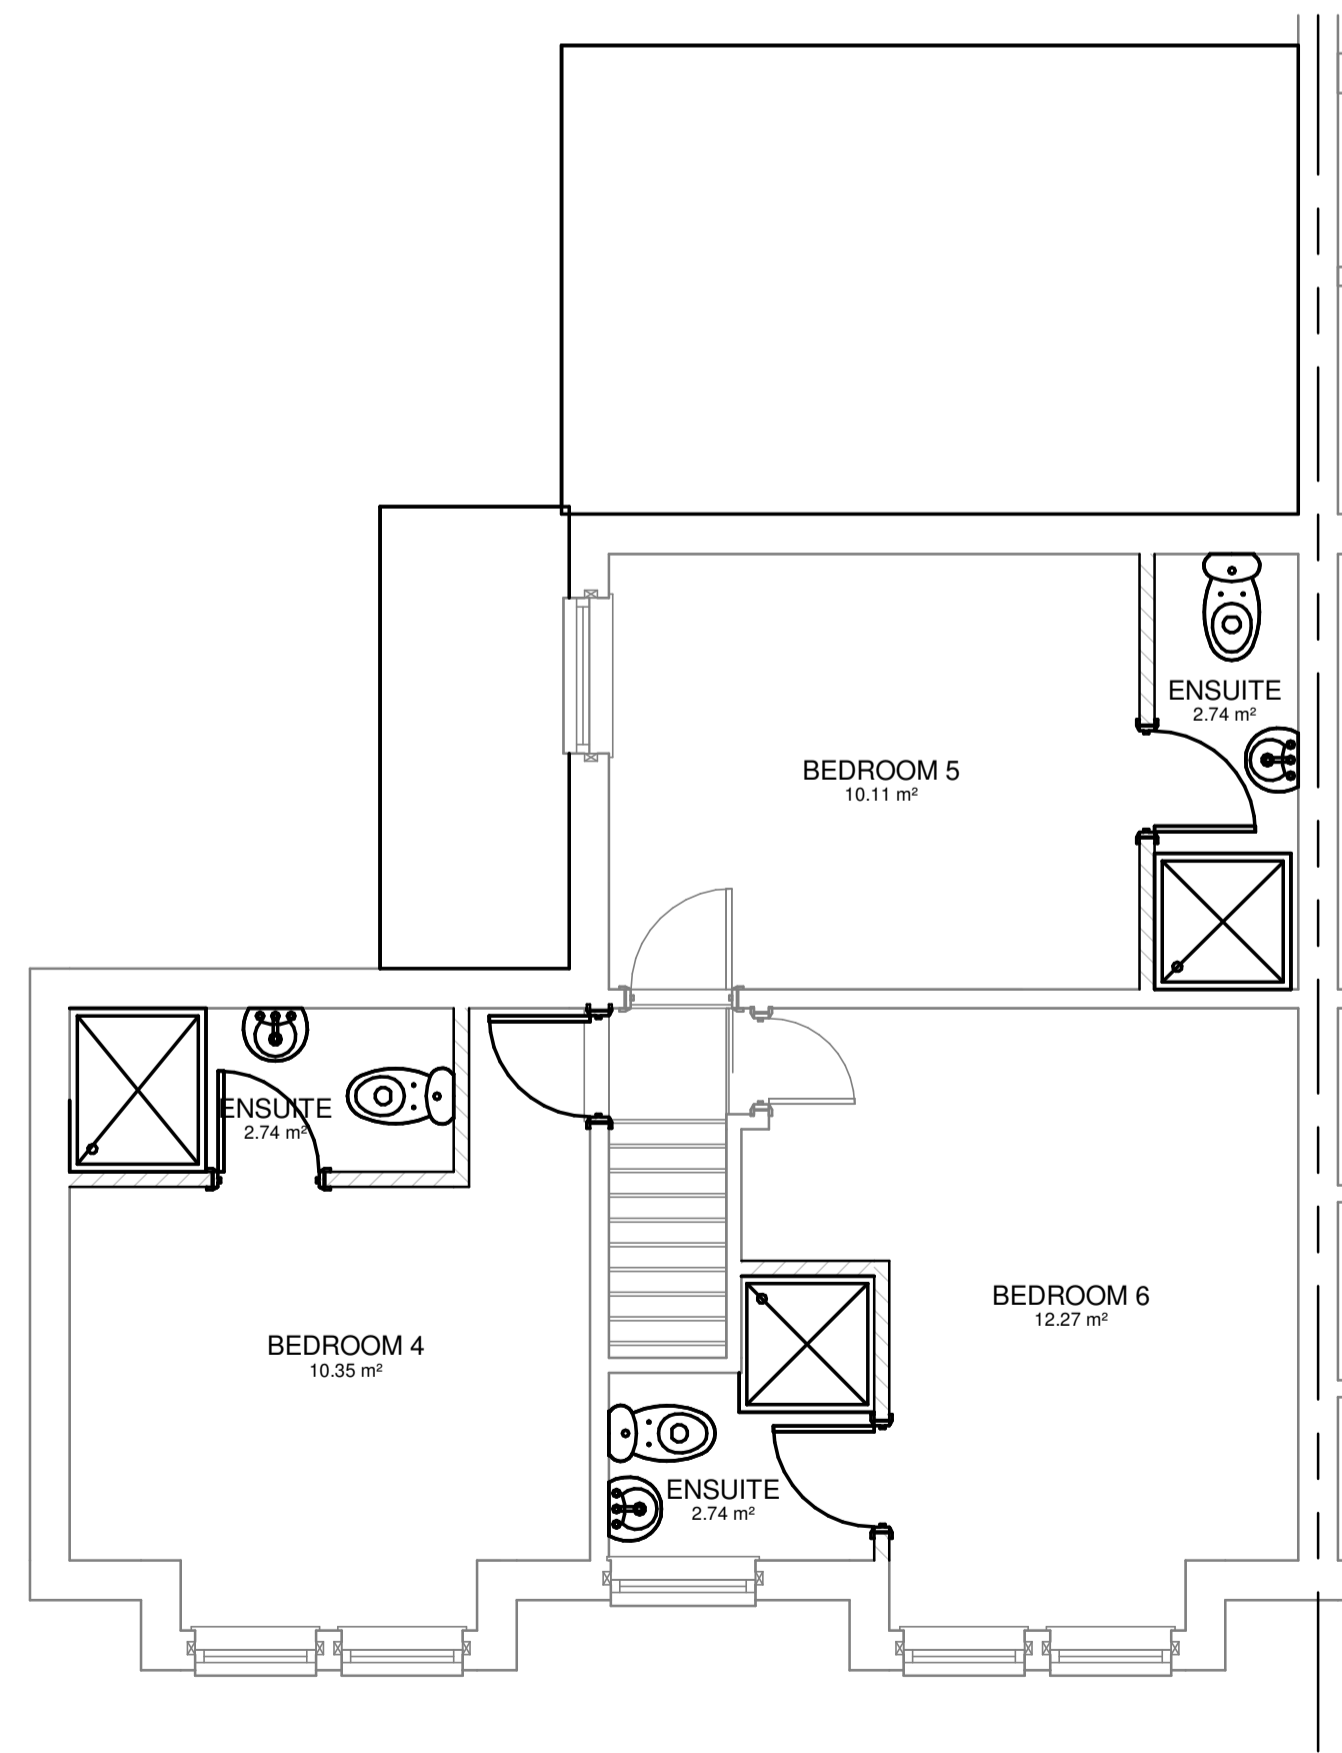 ENSUITE
2.74 m²
BEDROOM 5
10.11 m²
ENSUITE
2.74 m²
BEDROOM 6
12.27 m²
BEDROOM 4
10.35 m²
ENSUITE
2.74 m²